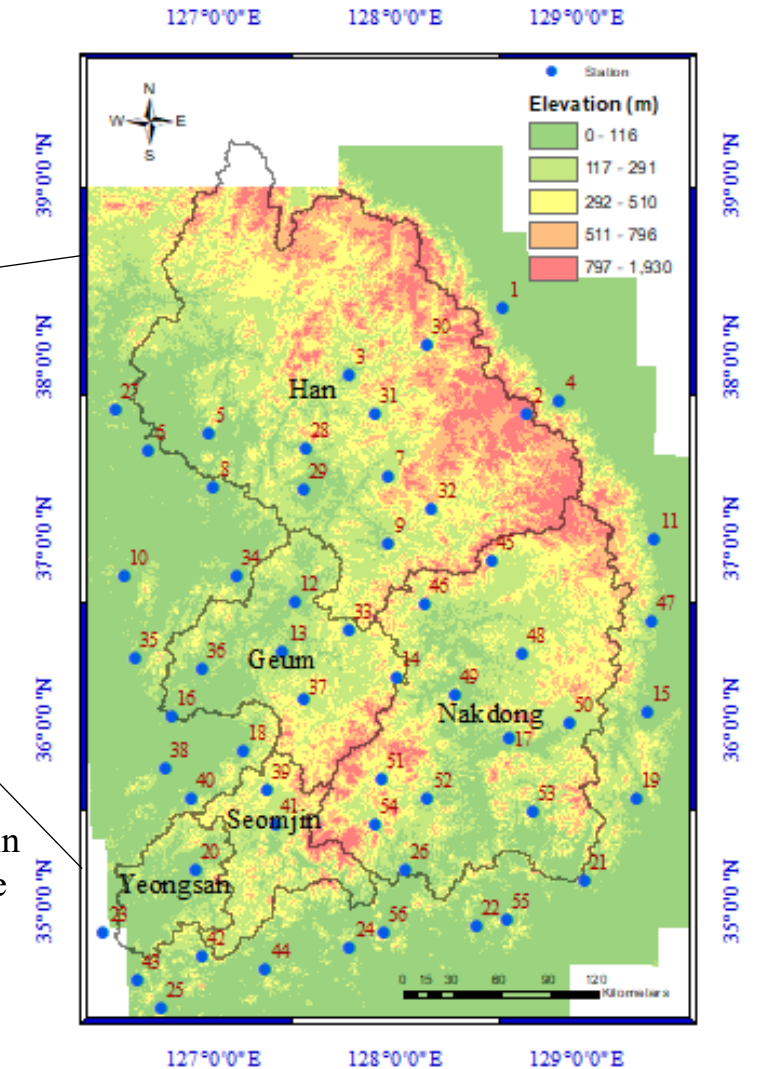 127°0'0"E 128°0'0"E 129°0'0"E
Station
Elevation (m)
0 - 116
117 - 291
292 - 510
511 - 796
797 - 1,930
N
W E
S
39°0'0"N 39°0'0"N
1
30
38°0'0"N 38°0'0"N
3
Han
31
2 4
27
5
6
28
7
8 29
32
9
37°0'0"N 37°0'0"N
11
45
10 34
12
46
33
47
13
35 36
Geum
48
14
37
49
Nakdong
50 15
16
17
36°0'0"N 36°0'0"N
18
38
39
51
40
52
19
41
53
Seomjin
54
in
20
26
21
e
Yeongsan
35°0'0"N 35°0'0"N
23
42
24 56
22 55
43
44
25
0 15 30 60 90 120
Kilometers
127°0'0"E 128°0'0"E 129°0'0"E